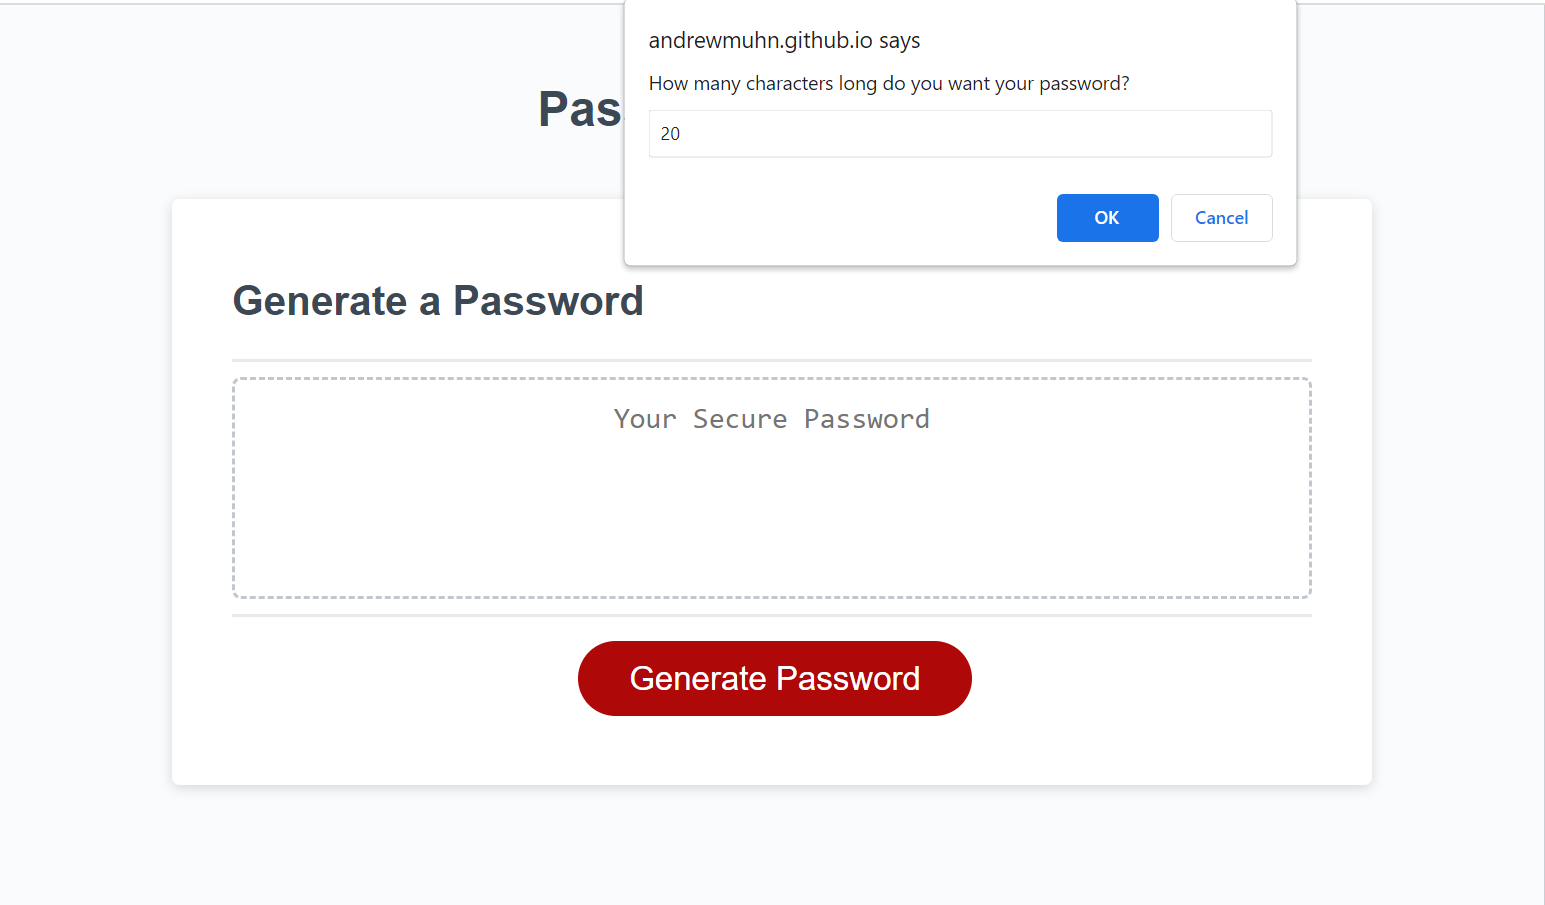 andrewmuhn.github.io says
How many characters long do you want your password?
20
OK Cancel
Pas
Generate a Password
Your Secure Password
Generate Password